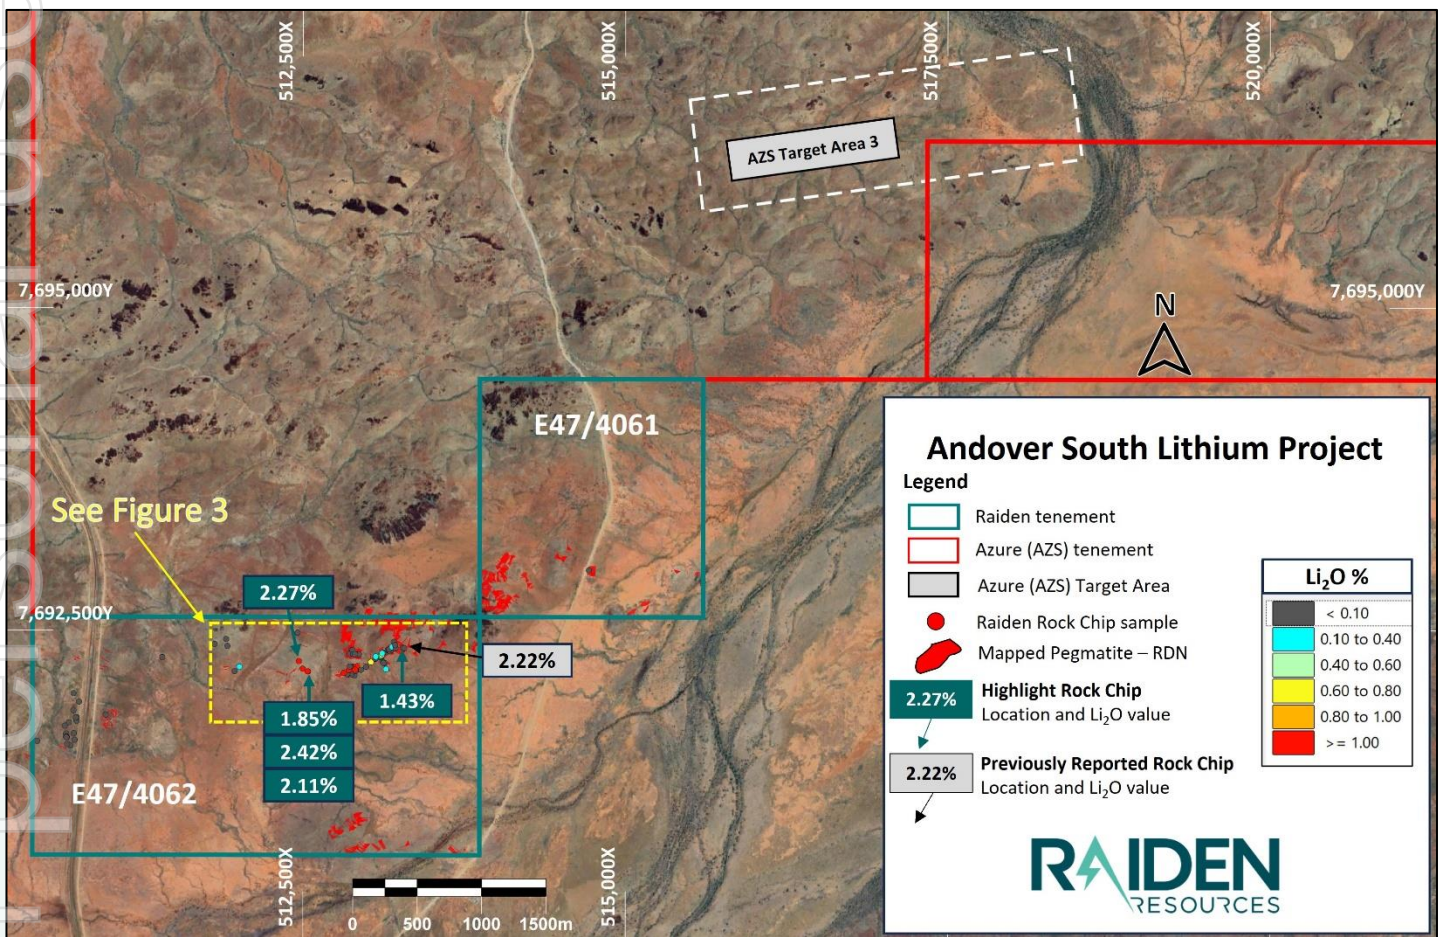 512,500X
515,000X
517,500X
520,000X
AZS Target Area 3
7,695,000Y
7,695,000Y
N
E47/4061
See Figure 3
2.27%
7,692,500Y
2.22%
1.43%
1.85%
2.42%
2.11%
E47/4062
512,500X
515,000X
0 500 1000 1500m
Andover South Lithium Project
Legend
Raiden tenement
Azure (AZS) tenement
Azure (AZS) Target Area
Raiden Rock Chip sample
Mapped Pegmatite – RDN
2.27%
Highlight Rock Chip
Location and Li₂O value
2.22%
Previously Reported Rock Chip
Location and Li₂O value
Li₂O %
< 0.10
0.10 to 0.40
0.40 to 0.60
0.60 to 0.80
0.80 to 1.00
>= 1.00
RAIDEN
RESOURCES